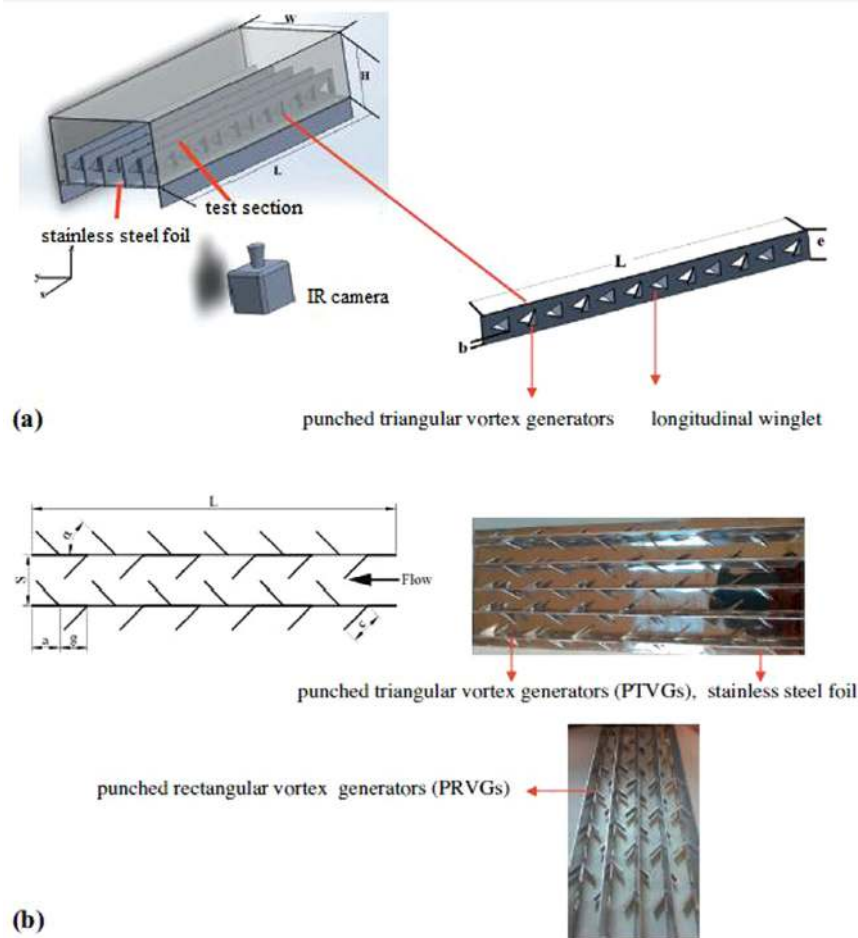 W
H
L
test section
stainless steel foil
IR camera
L
e
b
(a)
punched triangular vortex generators longitudinal winglet
L
α
S
Flow
a
g
c
punched triangular vortex generators (PTVGs), stainless steel foil
punched rectangular vortex generators (PRVGs)
(b)